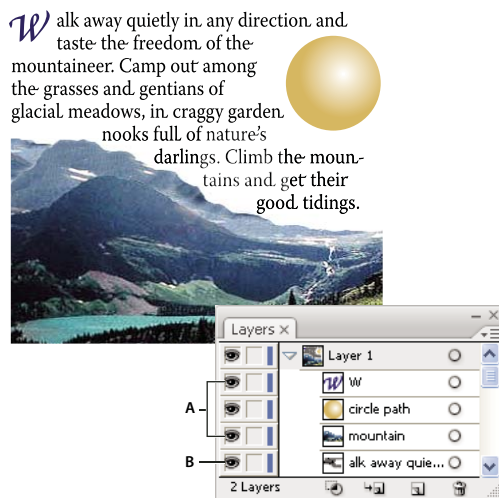 Walk away quietly in any direction and
taste the freedom of the
mountaineer. Camp out among
the grasses and gentians of
glacial meadows, in craggy garden
nooks full of nature's
darlings. Climb the moun-
tains and get their
good tidings.
Layers ×
Layer 1
W W
circle path
A
mountain
B alk away quie...
2 Layers